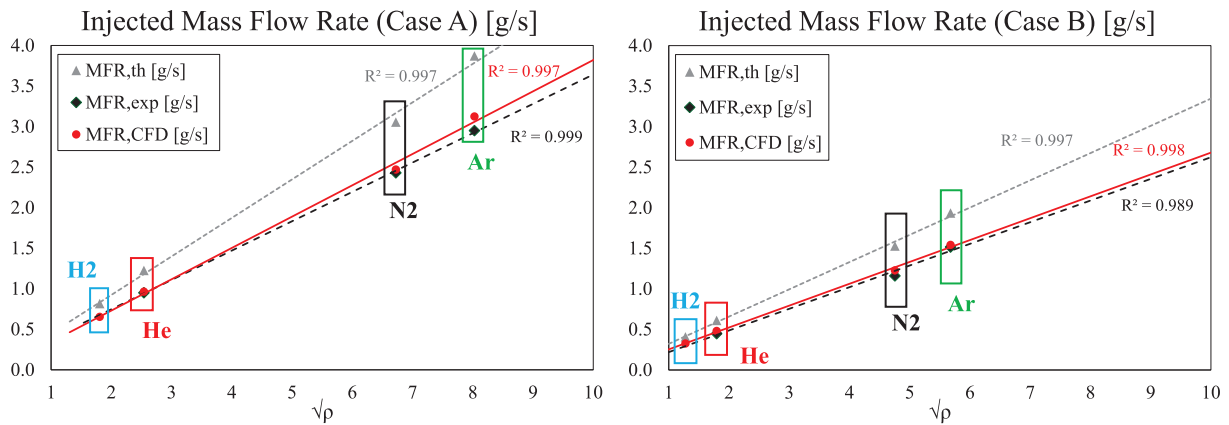 Injected Mass Flow Rate (Case A) [g/s]
4.0
3.5
3.0
2.5
2.0
1.5
1.0
0.5
0.0
MFR,th [g/s]
MFR,exp [g/s]
MFR,CFD [g/s]
R² = 0.997
R² = 0.997
R² = 0.999
Ar
N2
H2
He
1 2 3 4 5 6 7 8 9 10
√ρ
Injected Mass Flow Rate (Case B) [g/s]
4.0
3.5
3.0
2.5
2.0
1.5
1.0
0.5
0.0
MFR,th [g/s]
MFR,exp [g/s]
MFR,CFD [g/s]
R² = 0.997
R² = 0.998
R² = 0.989
H2
N2
Ar
He
1 2 3 4 5 6 7 8 9 10
√ρ